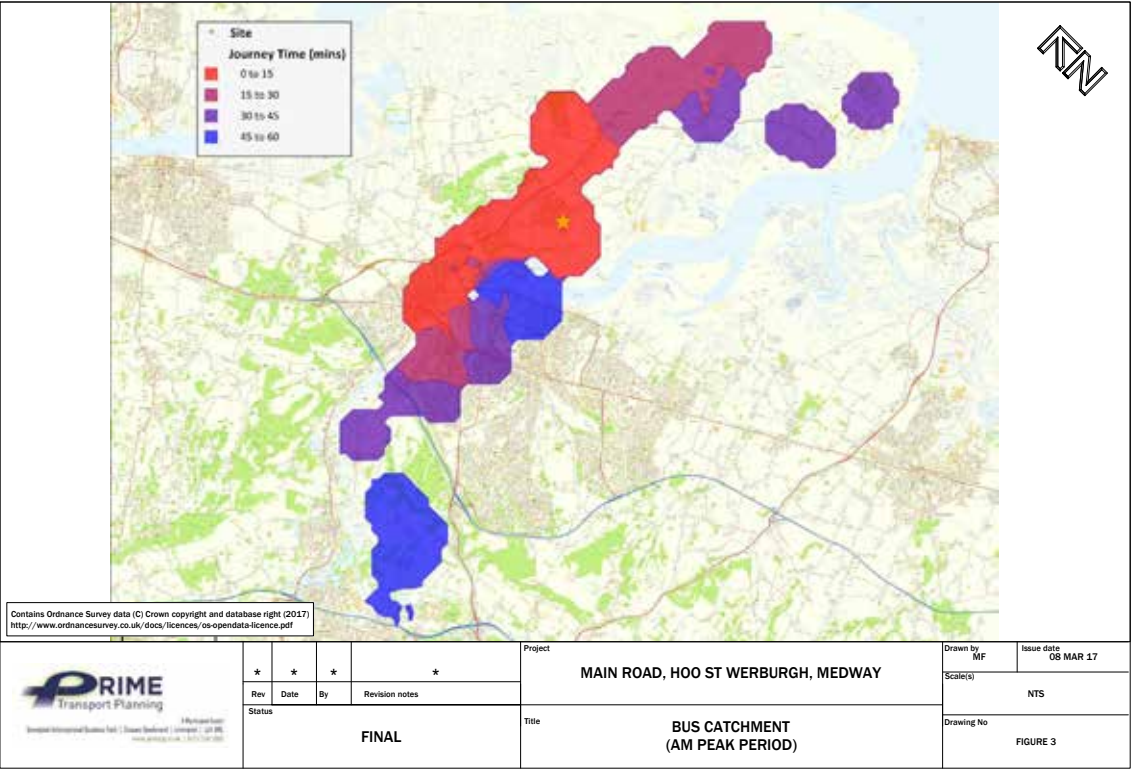 Site
Journey Time (mins)
0 to 15
15 to 30
30 to 45
45 to 60
N
Contains Ordnance Survey data (C) Crown copyright and database right (2017)
http://www.ordnancesurvey.co.uk/docs/licences/os-opendata-licence.pdf
PRIME
Transport Planning
* * * *
Rev Date By Revision notes
Status
FINAL
Project
MAIN ROAD, HOO ST WERBURGH, MEDWAY
Title
BUS CATCHMENT
(AM PEAK PERIOD)
Drawn by
MF
Issue date
08 MAR 17
Scale(s)
NTS
Drawing No
FIGURE 3